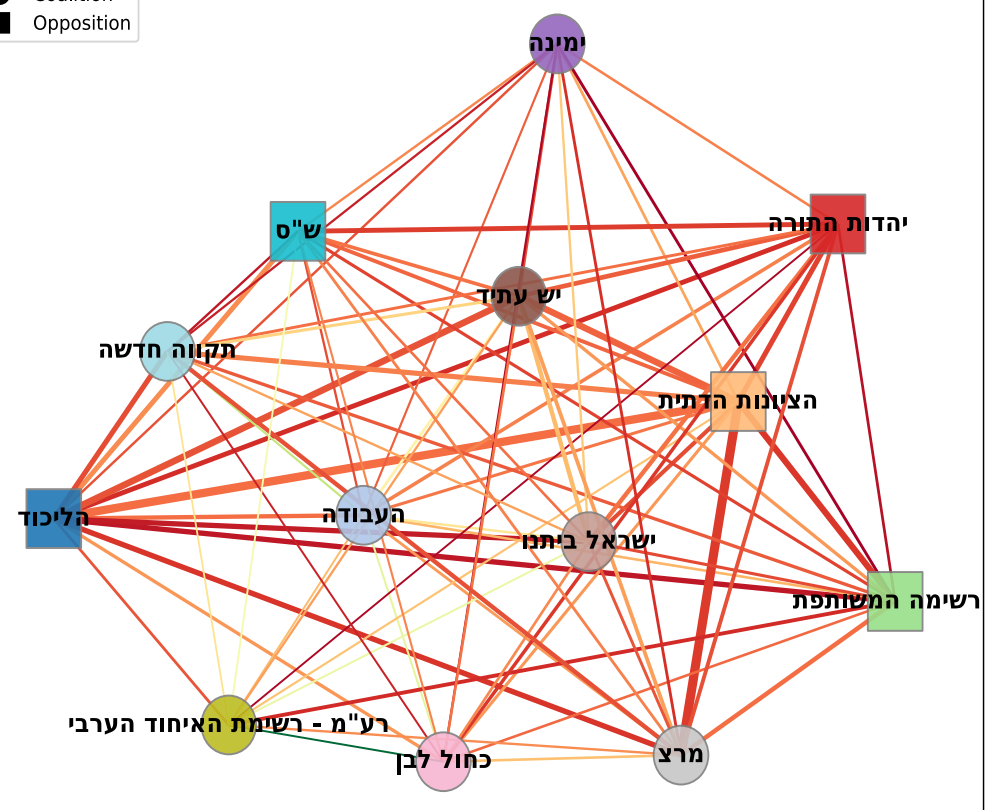 Coalition
Opposition
ימינה
ש"ס
יהדות התורה
יש עתיד
תקווה חדשה
הציונות הדתית
הליכוד
העבודה
ישראל ביתנו
רשימה המשותפת
רע"מ - רשימת האיחוד הערבי
כחול לבן
מרצ